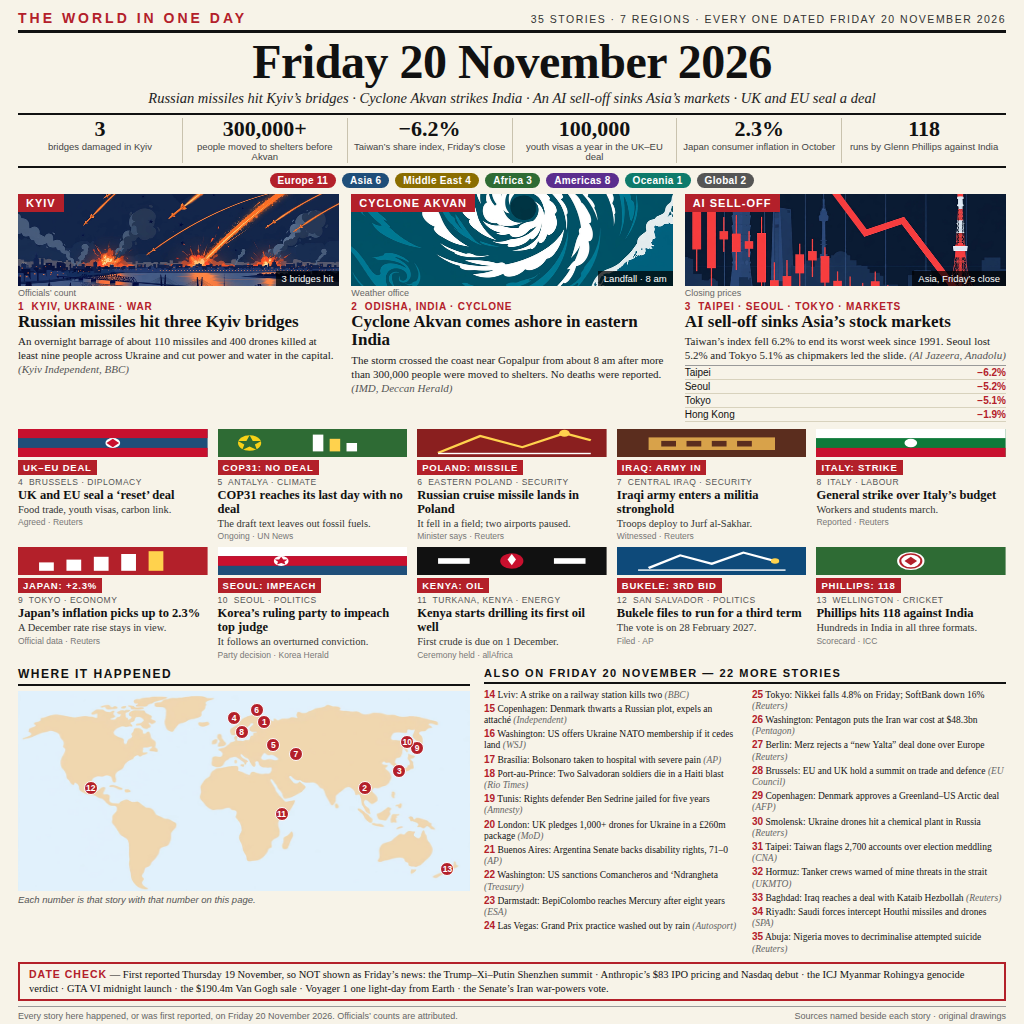 THE WORLD IN ONE DAY
35 STORIES · 7 REGIONS · EVERY ONE DATED FRIDAY 20 NOVEMBER 2026
Friday 20 November 2026
Russian missiles hit Kyiv’s bridges · Cyclone Akvan strikes India · An AI sell-off sinks Asia’s markets · UK and EU seal a deal
3
bridges damaged in Kyiv
300,000+
people moved to shelters before
Akvan
−6.2%
Taiwan’s share index, Friday’s close
100,000
youth visas a year in the UK–EU
deal
2.3%
Japan consumer inflation in October
118
runs by Glenn Phillips against India
Europe 11
Asia 6
Middle East 4
Africa 3
Americas 8
Oceania 1
Global 2
KYIV
3 bridges hit
Officials’ count
1 KYIV, UKRAINE · WAR
Russian missiles hit three Kyiv bridges
An overnight barrage of about 110 missiles and 400 drones killed at
least nine people across Ukraine and cut power and water in the capital.
(Kyiv Independent, BBC)
CYCLONE AKVAN
Landfall · 8 am
Weather office
2 ODISHA, INDIA · CYCLONE
Cyclone Akvan comes ashore in eastern
India
The storm crossed the coast near Gopalpur from about 8 am after more
than 300,000 people were moved to shelters. No deaths were reported.
(IMD, Deccan Herald)
AI SELL-OFF
Asia, Friday’s close
Closing prices
3 TAIPEI · SEOUL · TOKYO · MARKETS
AI sell-off sinks Asia’s stock markets
Taiwan’s index fell 6.2% to end its worst week since 1991. Seoul lost
5.2% and Tokyo 5.1% as chipmakers led the slide. (Al Jazeera, Anadolu)
Taipei −6.2%
Seoul −5.2%
Tokyo −5.1%
Hong Kong −1.9%
UK–EU DEAL
4 BRUSSELS · DIPLOMACY
UK and EU seal a ‘reset’ deal
Food trade, youth visas, carbon link.
Agreed · Reuters
COP31: NO DEAL
5 ANTALYA · CLIMATE
COP31 reaches its last day with no
deal
The draft text leaves out fossil fuels.
Ongoing · UN News
POLAND: MISSILE
6 EASTERN POLAND · SECURITY
Russian cruise missile lands in
Poland
It fell in a field; two airports paused.
Minister says · Reuters
IRAQ: ARMY IN
7 CENTRAL IRAQ · SECURITY
Iraqi army enters a militia
stronghold
Troops deploy to Jurf al-Sakhar.
Witnessed · Reuters
ITALY: STRIKE
8 ITALY · LABOUR
General strike over Italy’s budget
Workers and students march.
Reported · Reuters
JAPAN: +2.3%
9 TOKYO · ECONOMY
Japan’s inflation picks up to 2.3%
A December rate rise stays in view.
Official data · Reuters
SEOUL: IMPEACH
10 SEOUL · POLITICS
Korea’s ruling party to impeach
top judge
It follows an overturned conviction.
Party decision · Korea Herald
KENYA: OIL
11 TURKANA, KENYA · ENERGY
Kenya starts drilling its first oil
well
First crude is due on 1 December.
Ceremony held · allAfrica
BUKELE: 3RD BID
12 SAN SALVADOR · POLITICS
Bukele files to run for a third term
The vote is on 28 February 2027.
Filed · AP
PHILLIPS: 118
13 WELLINGTON · CRICKET
Phillips hits 118 against India
Hundreds in India in all three formats.
Scorecard · ICC
WHERE IT HAPPENED
6
4
1
8
5
7
10
9
3
2
12
11
13
Each number is that story with that number on this page.
ALSO ON FRIDAY 20 NOVEMBER — 22 MORE STORIES
14 Lviv: A strike on a railway station kills two (BBC)
15 Copenhagen: Denmark thwarts a Russian plot, expels an
attaché (Independent)
16 Washington: US offers Ukraine NATO membership if it cedes
land (WSJ)
17 Brasília: Bolsonaro taken to hospital with severe pain (AP)
18 Port-au-Prince: Two Salvadoran soldiers die in a Haiti blast
(Rio Times)
19 Tunis: Rights defender Ben Sedrine jailed for five years
(Amnesty)
20 London: UK pledges 1,000+ drones for Ukraine in a £260m
package (MoD)
21 Buenos Aires: Argentina Senate backs disability rights, 71–0
(AP)
22 Washington: US sanctions Comancheros and ‘Ndrangheta
(Treasury)
23 Darmstadt: BepiColombo reaches Mercury after eight years
(ESA)
24 Las Vegas: Grand Prix practice washed out by rain (Autosport)
25 Tokyo: Nikkei falls 4.8% on Friday; SoftBank down 16%
(Reuters)
26 Washington: Pentagon puts the Iran war cost at $48.3bn
(Pentagon)
27 Berlin: Merz rejects a “new Yalta” deal done over Europe
(Reuters)
28 Brussels: EU and UK hold a summit on trade and defence (EU
Council)
29 Copenhagen: Denmark approves a Greenland–US Arctic deal
(AFP)
30 Smolensk: Ukraine drones hit a chemical plant in Russia
(Reuters)
31 Taipei: Taiwan flags 2,700 accounts over election meddling
(CNA)
32 Hormuz: Tanker crews warned of mine threats in the strait
(UKMTO)
33 Baghdad: Iraq reaches a deal with Kataib Hezbollah (Reuters)
34 Riyadh: Saudi forces intercept Houthi missiles and drones
(SPA)
35 Abuja: Nigeria moves to decriminalise attempted suicide
(Reuters)
DATE CHECK — First reported Thursday 19 November, so NOT shown as Friday’s news: the Trump–Xi–Putin Shenzhen summit · Anthropic’s $83 IPO pricing and Nasdaq debut · the ICJ Myanmar Rohingya genocide
verdict · GTA VI midnight launch · the $190.4m Van Gogh sale · Voyager 1 one light-day from Earth · the Senate’s Iran war-powers vote.
Every story here happened, or was first reported, on Friday 20 November 2026. Officials’ counts are attributed.
Sources named beside each story · original drawings